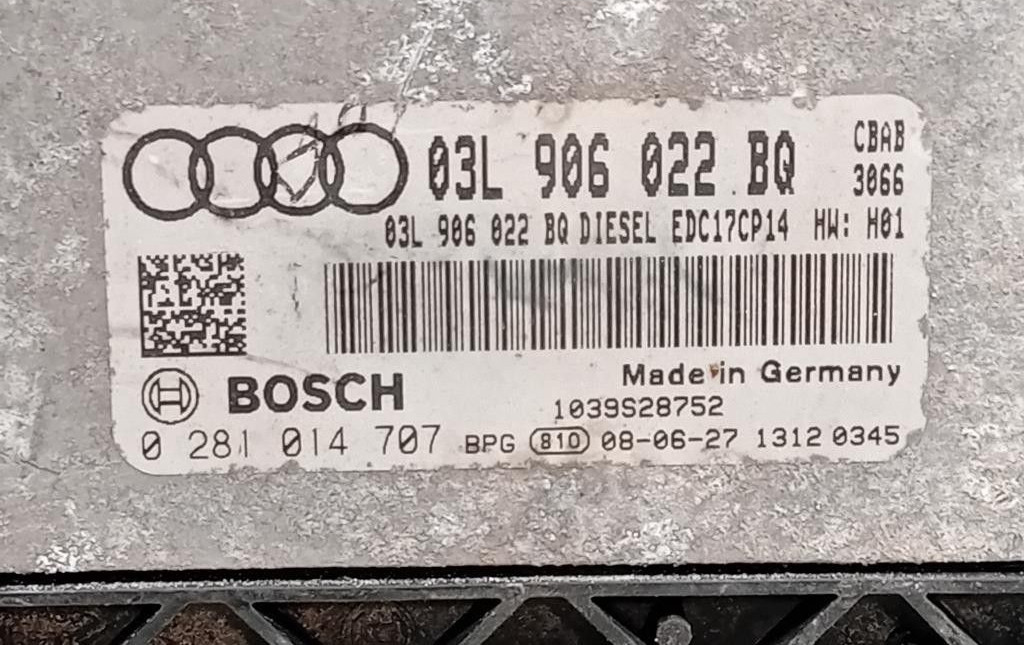 03L 906 022 BQ CBAB
3066
03L 906 022 BQ DIESEL EDC17CP14 HW: H01
BOSCH
Made in Germany
1039S28752
0 281 014 707 BPG 810 08-06-27 1312 0345